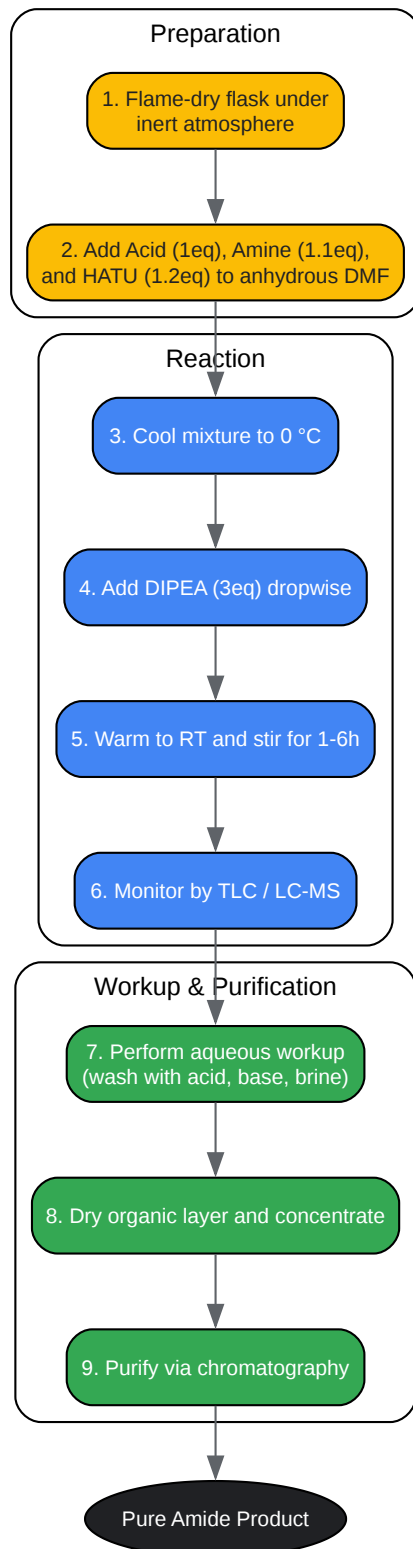 Preparation
1. Flame-dry flask under
inert atmosphere
2. Add Acid (1eq), Amine (1.1eq),
and HATU (1.2eq) to anhydrous DMF
Reaction
3. Cool mixture to 0 °C
4. Add DIPEA (3eq) dropwise
5. Warm to RT and stir for 1-6h
6. Monitor by TLC / LC-MS
Workup & Purification
7. Perform aqueous workup
(wash with acid, base, brine)
8. Dry organic layer and concentrate
9. Purify via chromatography
Pure Amide Product